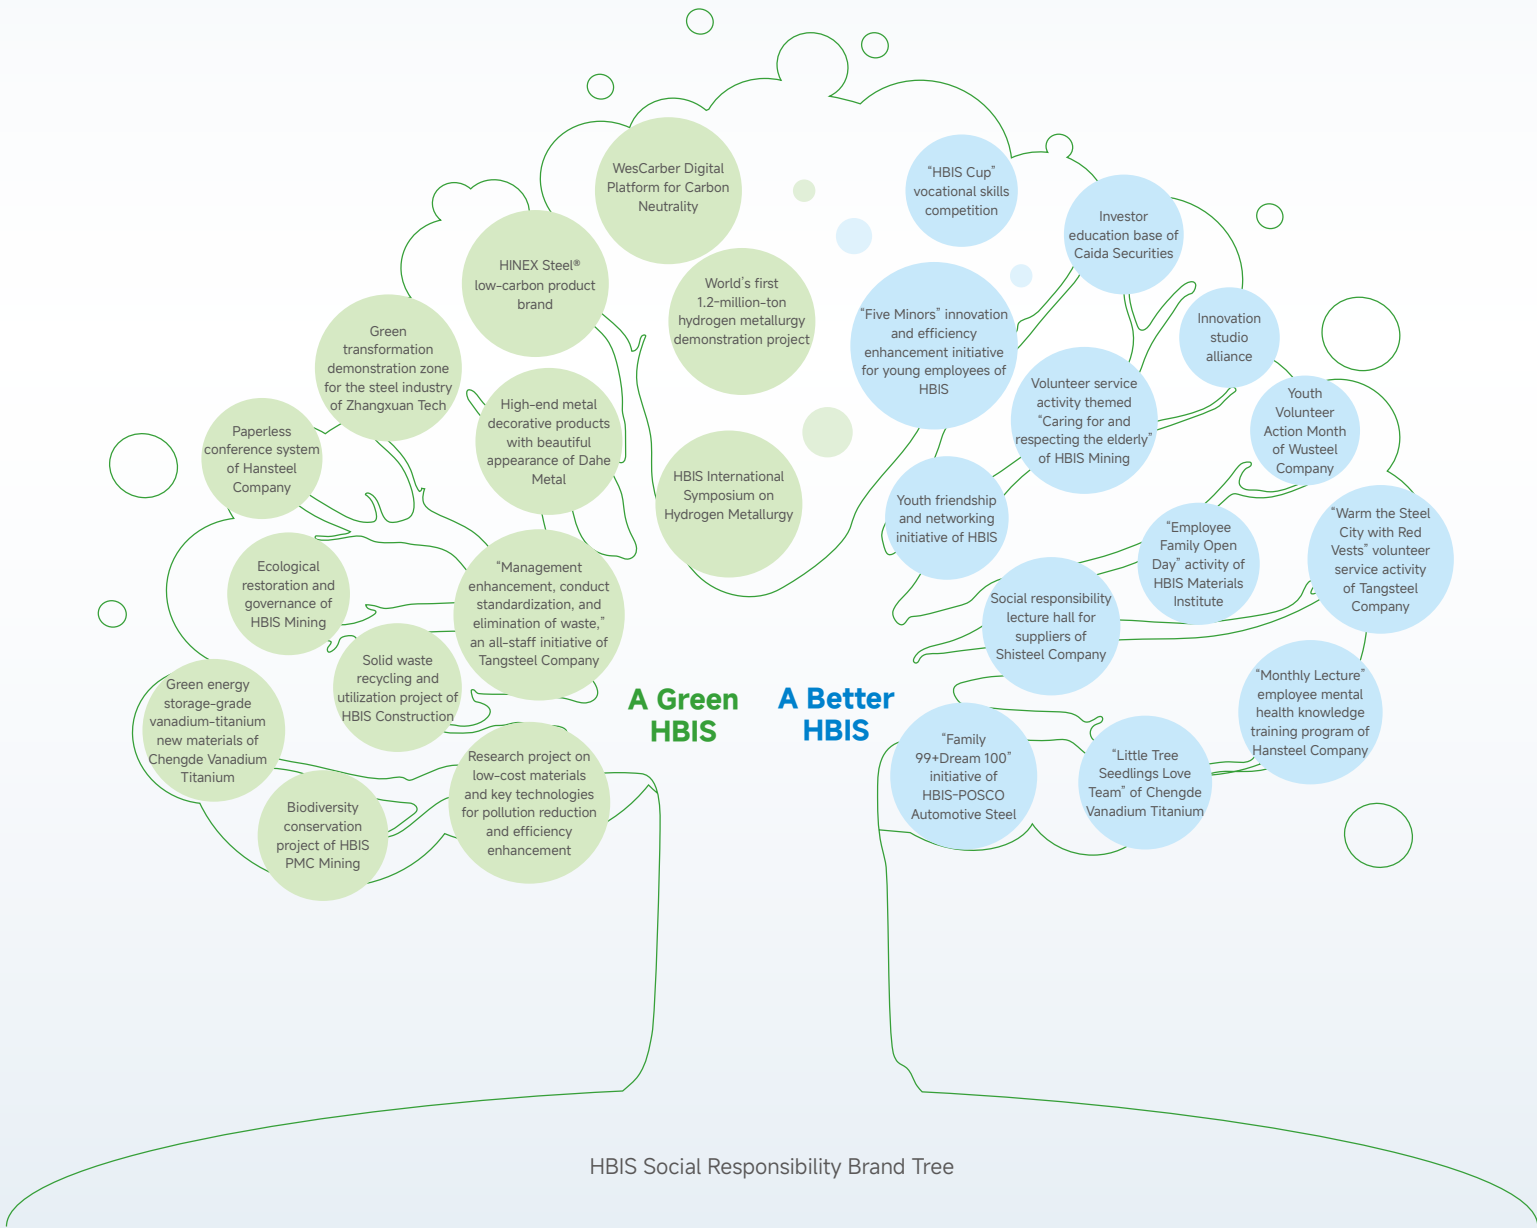 WesCarber Digital
Platform for Carbon
Neutrality
HINEX Steel®
low-carbon product
brand
World's first
1.2-million-ton
hydrogen metallurgy
demonstration project
Green
transformation
demonstration zone
for the steel industry
of Zhangxuan Tech
High-end metal
decorative products
with beautiful
appearance of Dahe
Metal
Paperless
conference system
of Hansteel
Company
HBIS International
Symposium on
Hydrogen Metallurgy
Ecological
restoration and
governance of
HBIS Mining
“Management
enhancement, conduct
standardization, and
elimination of waste,”
an all-staff initiative of
Tangsteel Company
Solid waste
recycling and
utilization project of
HBIS Construction
Green energy
storage-grade
vanadium-titanium
new materials of
Chengde Vanadium
Titanium
Research project on
low-cost materials
and key technologies
for pollution reduction
and efficiency
enhancement
Biodiversity
conservation
project of HBIS
PMC Mining
A Green
HBIS
A Better
HBIS
“HBIS Cup”
vocational skills
competition
Investor
education base of
Caida Securities
“Five Minors” innovation
and efficiency
enhancement initiative
for young employees of
HBIS
Innovation
studio
alliance
Volunteer service
activity themed
“Caring for and
respecting the elderly”
of HBIS Mining
Youth
Volunteer
Action Month
of Wusteel
Company
Youth friendship
and networking
initiative of HBIS
“Employee
Family Open
Day” activity of
HBIS Materials
Institute
“Warm the Steel
City with Red
Vests” volunteer
service activity
of Tangsteel
Company
Social responsibility
lecture hall for
suppliers of
Shisteel Company
“Monthly Lecture”
employee mental
health knowledge
training program of
Hansteel Company
“Family
99+Dream 100”
initiative of
HBIS-POSCO
Automotive Steel
“Little Tree
Seedlings Love
Team” of Chengde
Vanadium Titanium
HBIS Social Responsibility Brand Tree